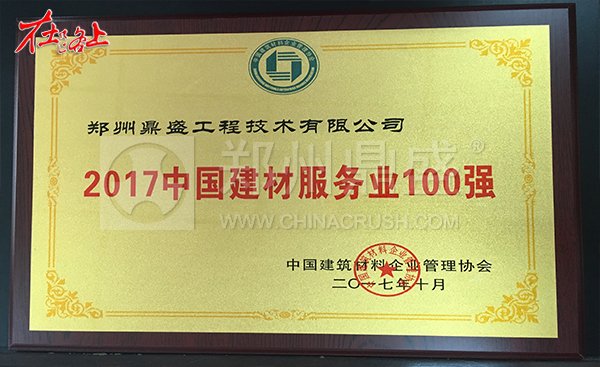 在路上
郑州鼎盛工程技术有限公司
郑州鼎盛®
2017中国建材服务业100强
WWW.CHINACRUSH.COM
中国建筑材料企业管理协会
二〇一七年十月